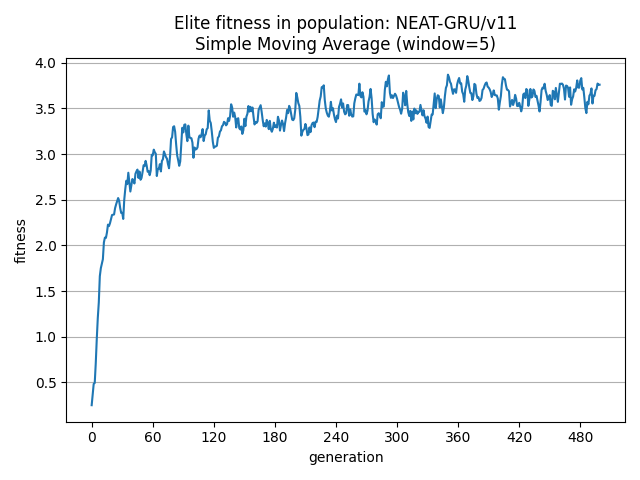 Elite fitness in population: NEAT-GRU/v11
Simple Moving Average (window=5)
4.0
3.5
3.0
2.5
2.0
1.5
1.0
0.5
fitness
0 60 120 180 240 300 360 420 480
generation